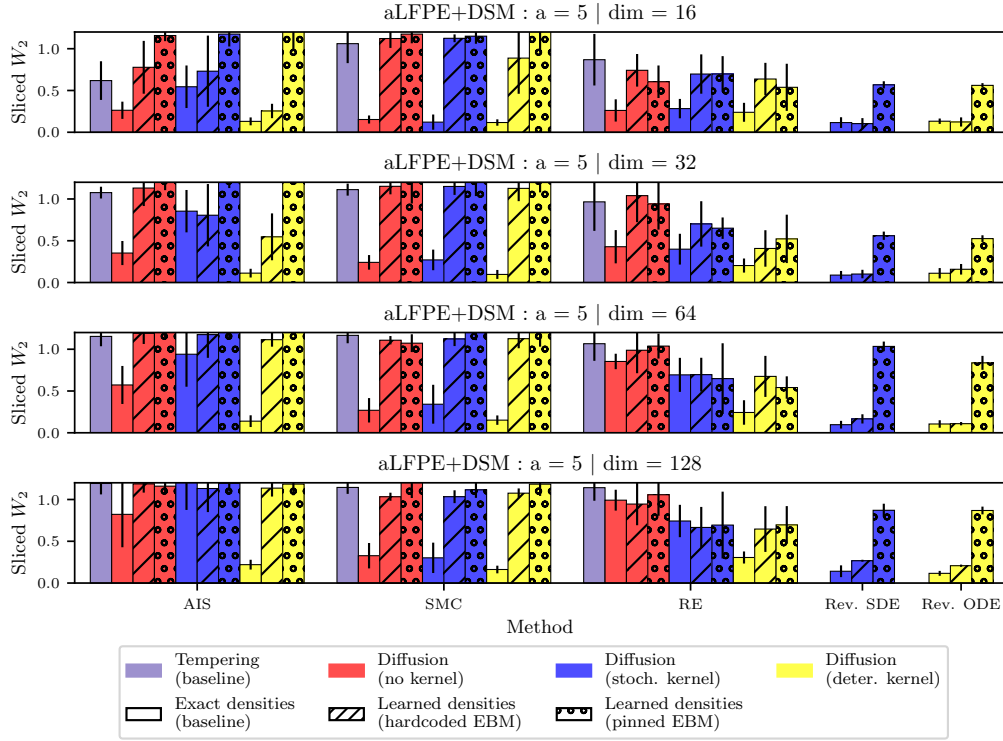 aLFPE+DSM : a = 5 | dim = 16
Sliced W₂
1.0
0.5
0.0
aLFPE+DSM : a = 5 | dim = 32
Sliced W₂
1.0
0.5
0.0
aLFPE+DSM : a = 5 | dim = 64
Sliced W₂
1.0
0.5
0.0
aLFPE+DSM : a = 5 | dim = 128
Sliced W₂
1.0
0.5
0.0
AIS SMC RE Rev. SDE Rev. ODE
Method
Tempering Diffusion Diffusion Diffusion
(baseline) (no kernel) (stoch. kernel) (deter. kernel)
Exact densities Learned densities Learned densities
(baseline) (hardcoded EBM) (pinned EBM)